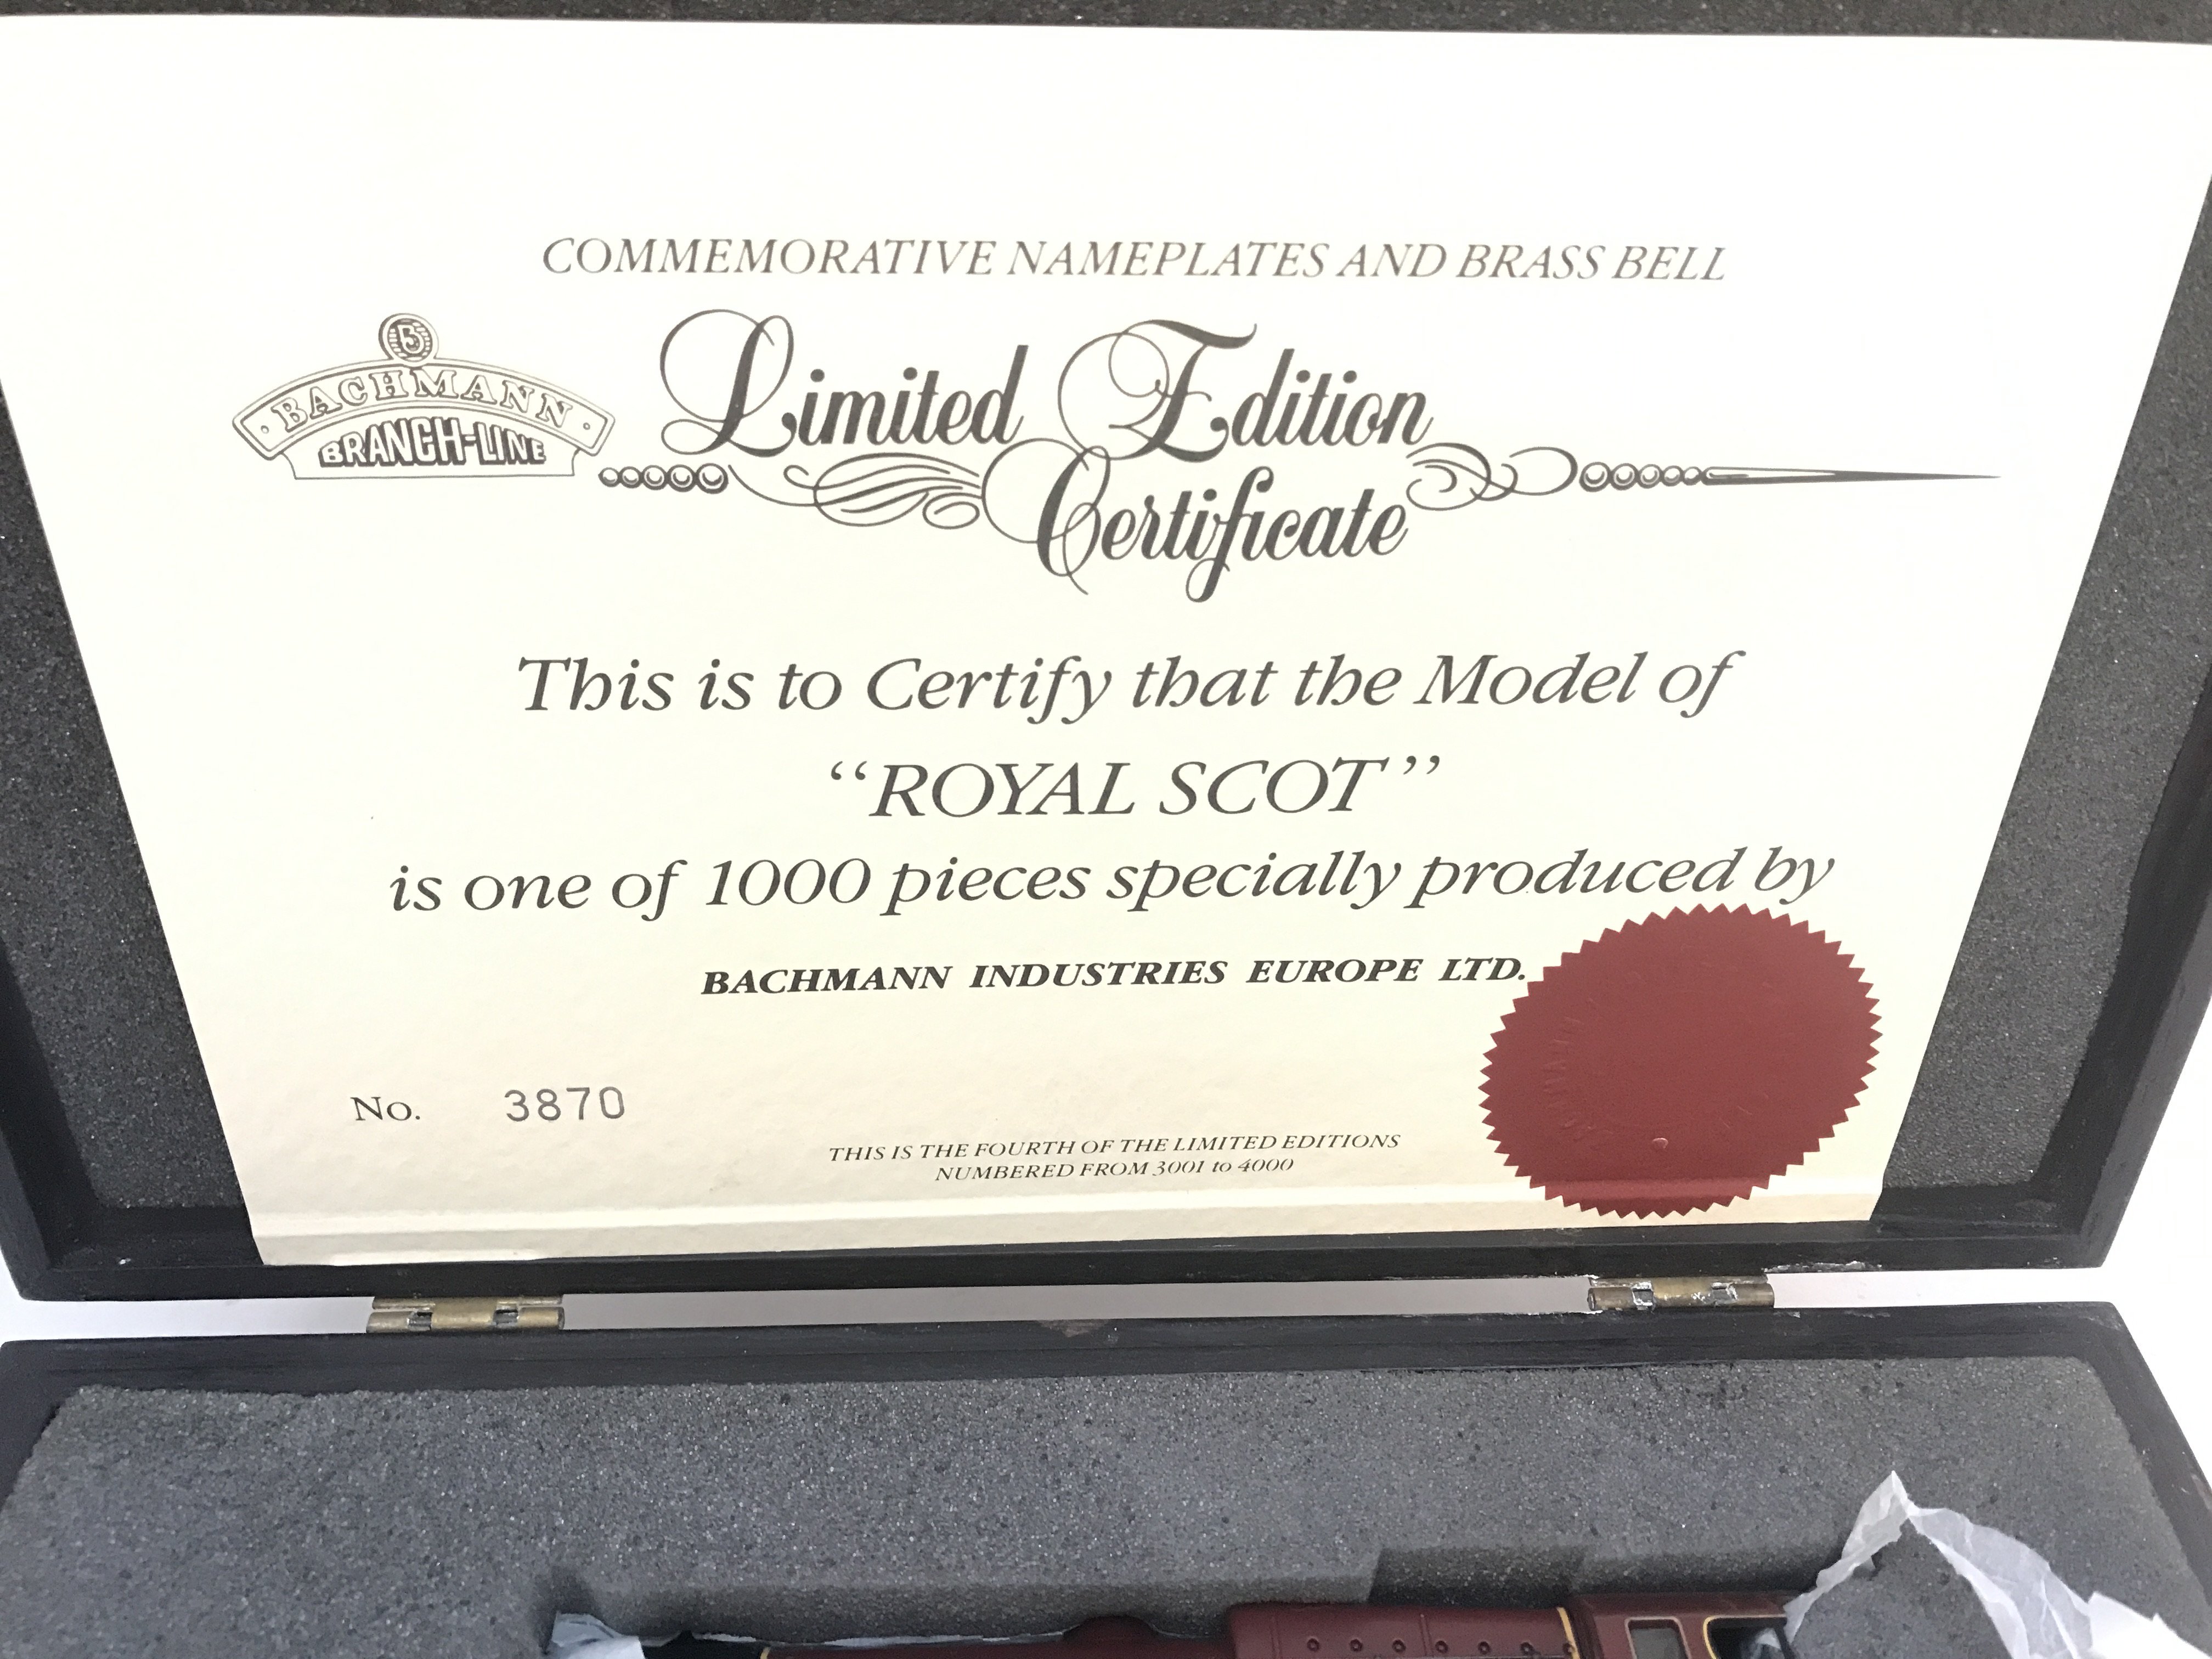 COMMEMORATIVE NAMEPLATES AND BRASS BELL
B
BACHMANN
BRANCH-LINE
Limited Edition
Certificate
This is to Certify that the Model of
“ROYAL SCOT”
is one of 1000 pieces specially produced by
BACHMANN INDUSTRIES EUROPE LTD.
No. 3870
THIS IS THE FOURTH OF THE LIMITED EDITIONS
NUMBERED FROM 3001 to 4000